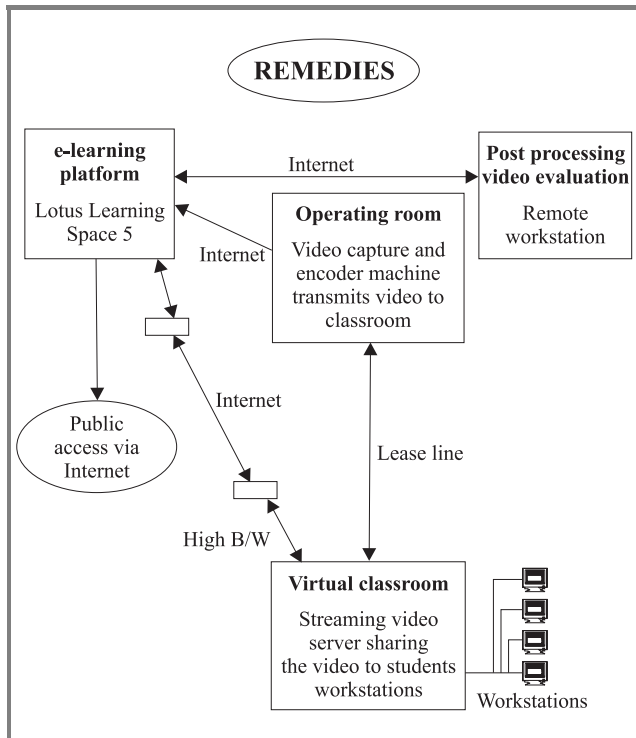 REMEDIES
e-learning
platform
Lotus Learning
Space 5
Internet
Post processing
video evaluation
Remote
workstation
Internet
Operating room
Video capture and
encoder machine
transmits video to
classroom
Public
access via
Internet
Internet
Lease line
High B/W
Virtual classroom
Streaming video
server sharing
the video to students
workstations
Workstations